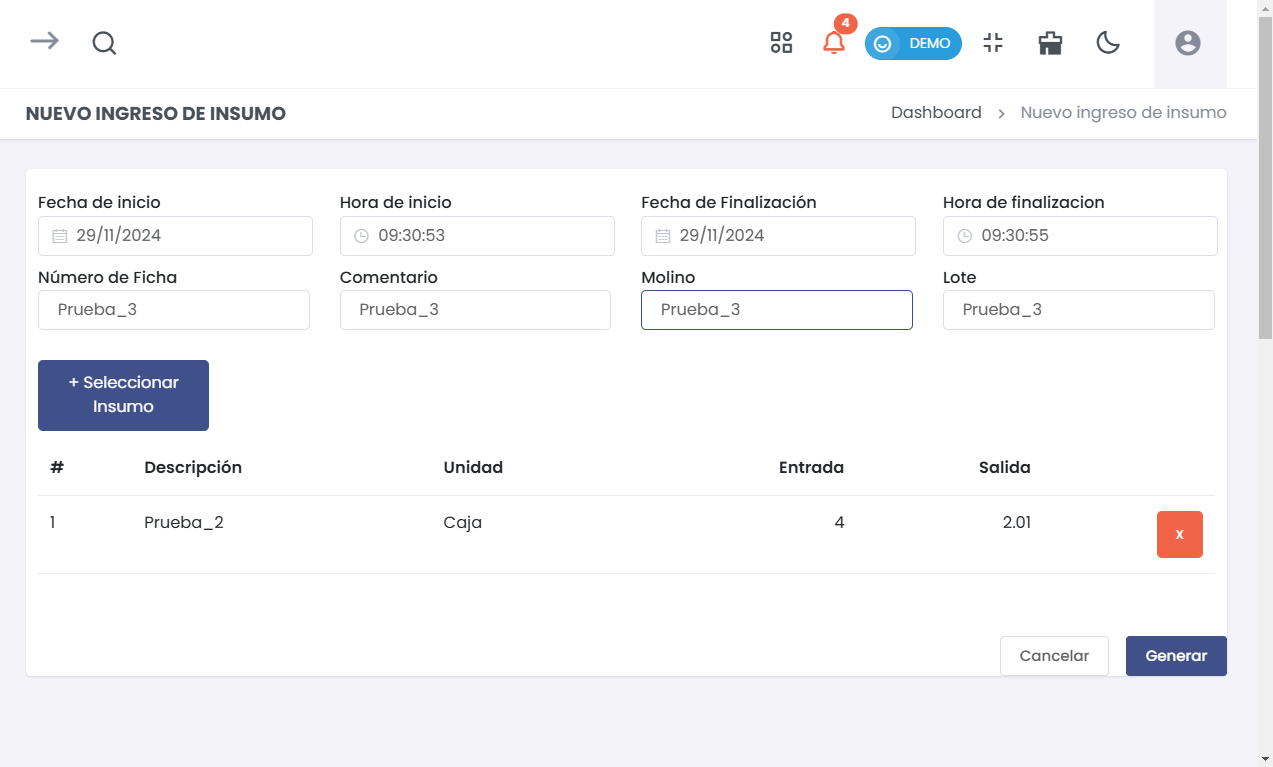 4
DEMO
NUEVO INGRESO DE INSUMO
Dashboard > Nuevo ingreso de insumo
Fecha de inicio Hora de inicio Fecha de Finalización Hora de finalizacion
29/11/2024 09:30:53 29/11/2024 09:30:55
Número de Ficha Comentario Molino Lote
Prueba_3 Prueba_3 Prueba_3 Prueba_3
+ Seleccionar
Insumo
# Descripción Unidad Entrada Salida
1 Prueba_2 Caja 4 2.01 x
Cancelar Generar